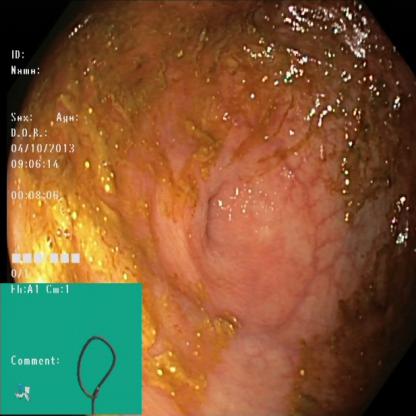 ID:
Name:
Sex: Age:
D.O.B.:
04/10/2013
09:06:14
00:08:06
0/1
Eh:A1 Cm:1
Comment: